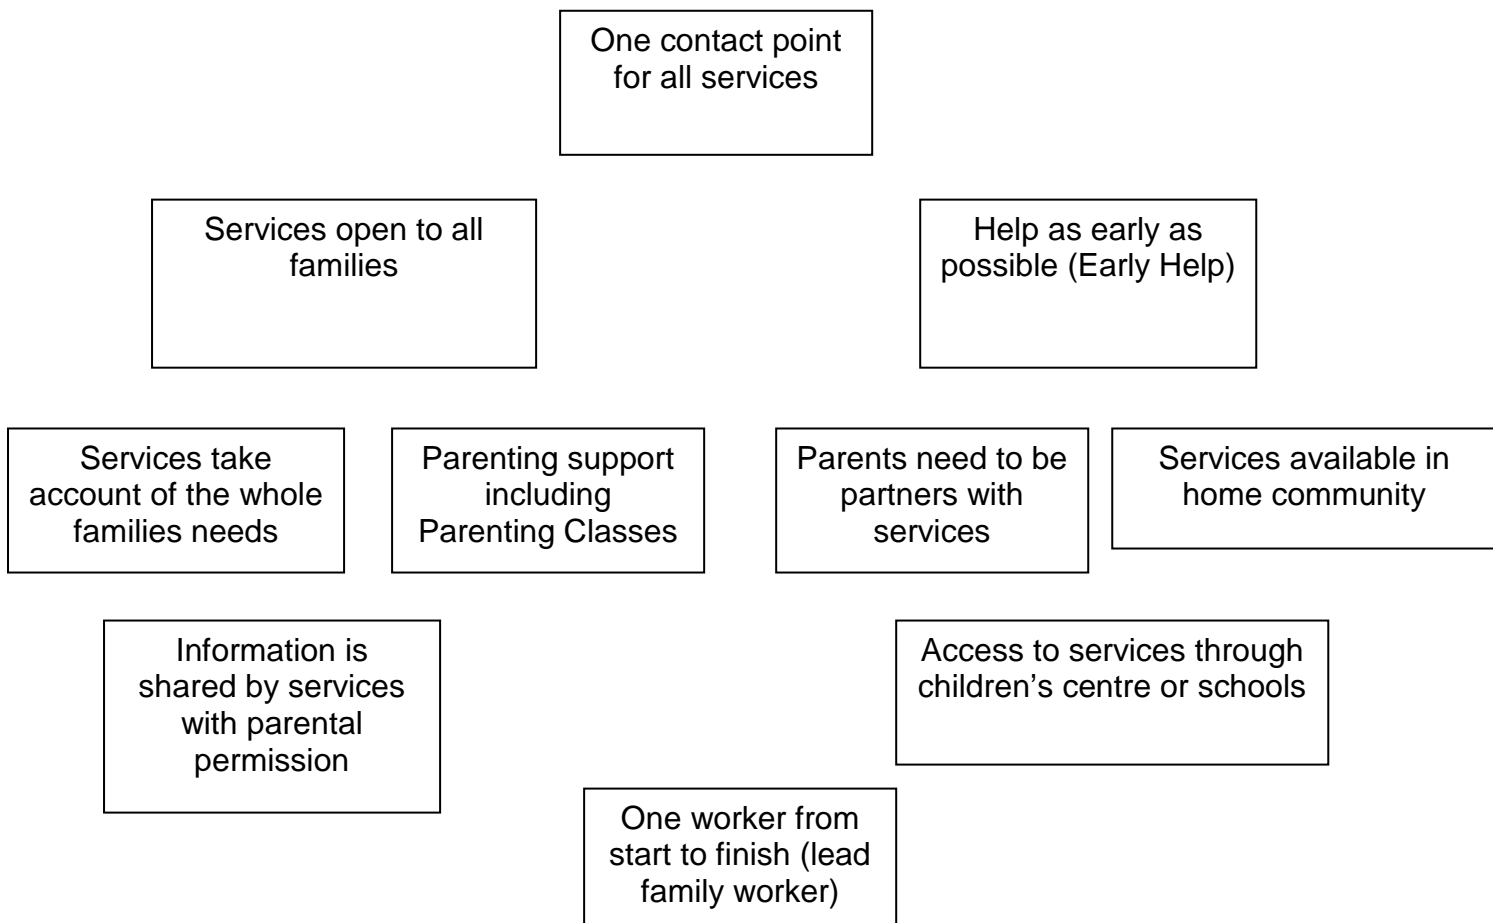 One contact point
for all services
Services open to all
families
Help as early as
possible (Early Help)
Services take
account of the whole
families needs
Parenting support
including
Parenting Classes
Parents need to be
partners with
services
Services available in
home community
Information is
shared by services
with parental
permission
Access to services through
children’s centre or schools
One worker from
start to finish (lead
family worker)